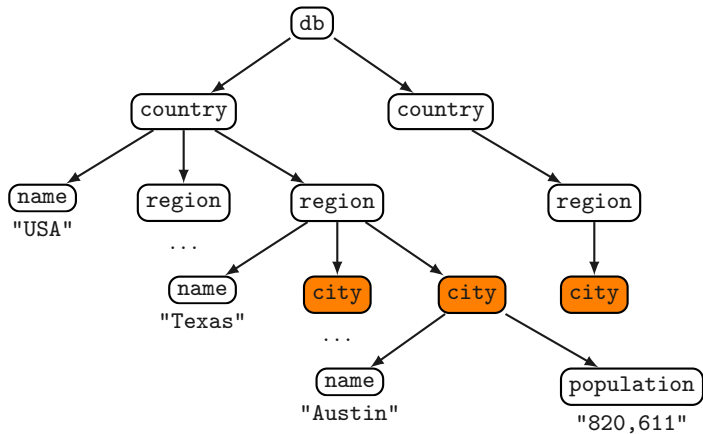 db
country country
name region region region
"USA" ...
name city city city
"Texas" ...
name population
"Austin" "820,611"